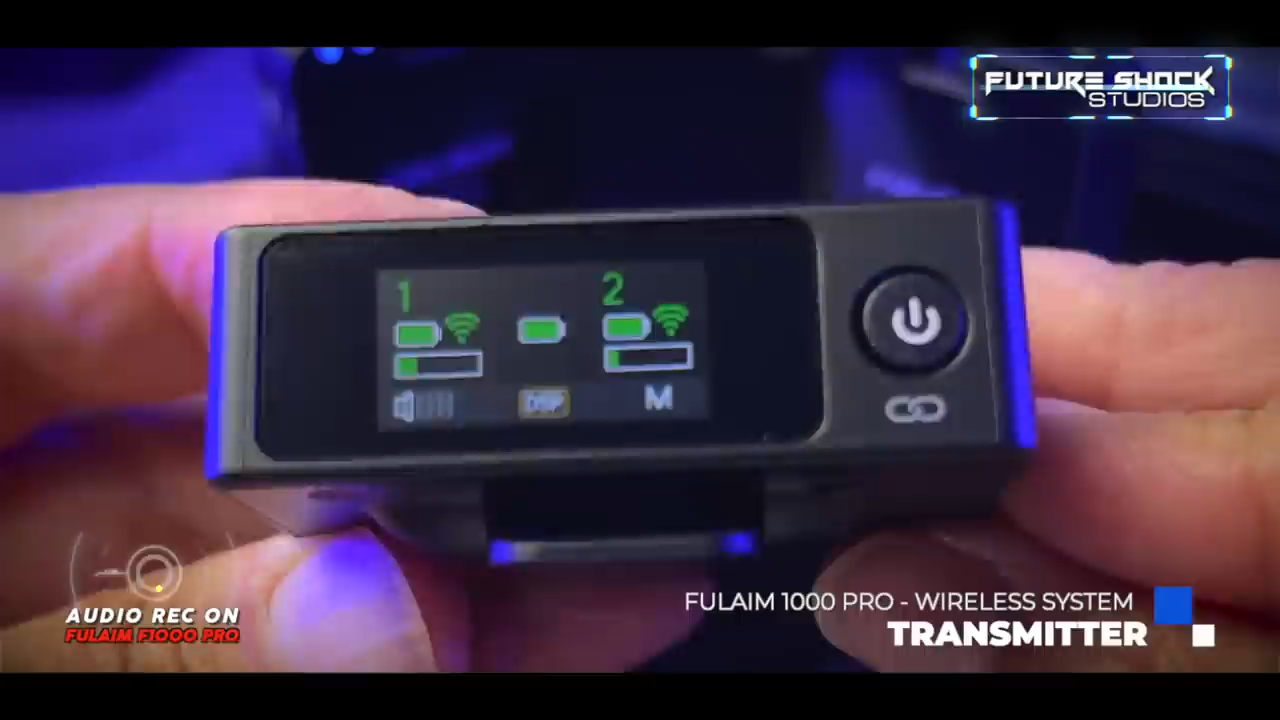 FUTURE SHOCK
STUDIOS
1
2
DSP
M
AUDIO REC ON
FULAIM F1000 PRO
FULAIM 1000 PRO - WIRELESS SYSTEM
TRANSMITTER